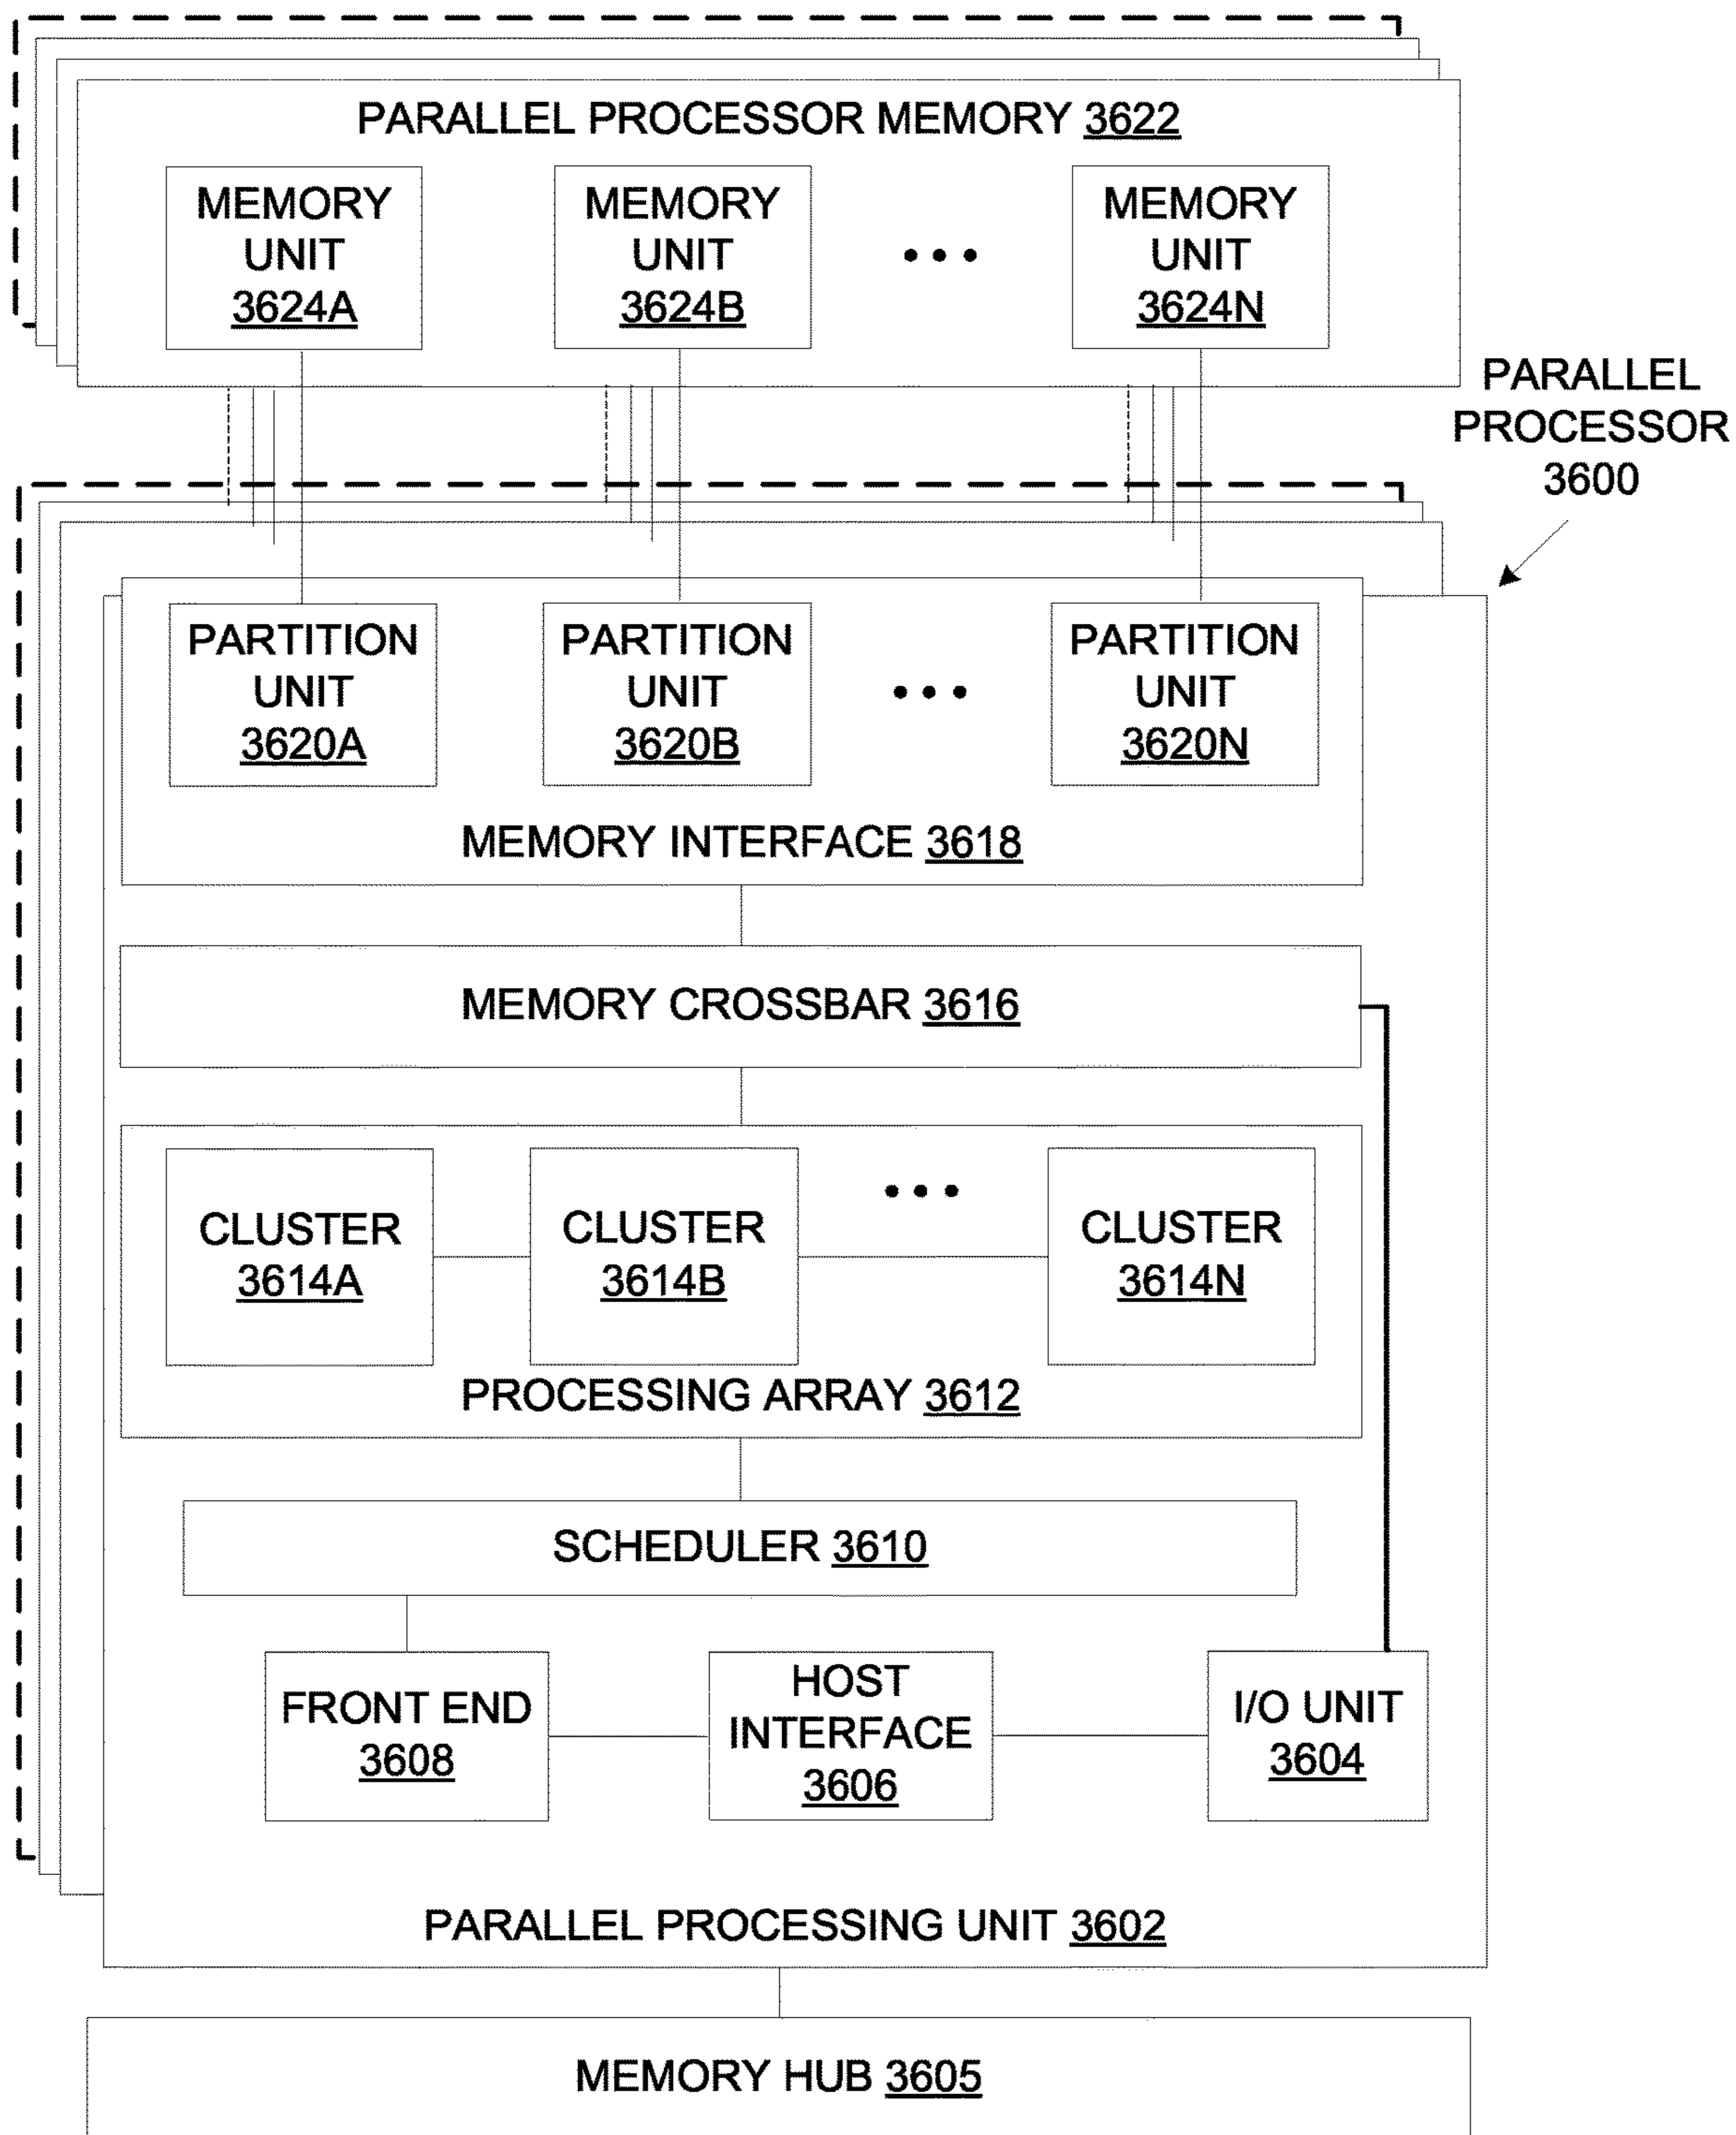 PARALLEL PROCESSOR MEMORY 3622
MEMORY
UNIT
3624A
MEMORY
UNIT
3624B
MEMORY
UNIT
3624N
PARALLEL
PROCESSOR
3600
PARTITION
UNIT
3620A
PARTITION
UNIT
3620B
PARTITION
UNIT
3620N
MEMORY INTERFACE 3618
MEMORY CROSSBAR 3616
CLUSTER
3614A
CLUSTER
3614B
CLUSTER
3614N
PROCESSING ARRAY 3612
SCHEDULER 3610
FRONT END
3608
HOST
INTERFACE
3606
I/O UNIT
3604
PARALLEL PROCESSING UNIT 3602
MEMORY HUB 3605